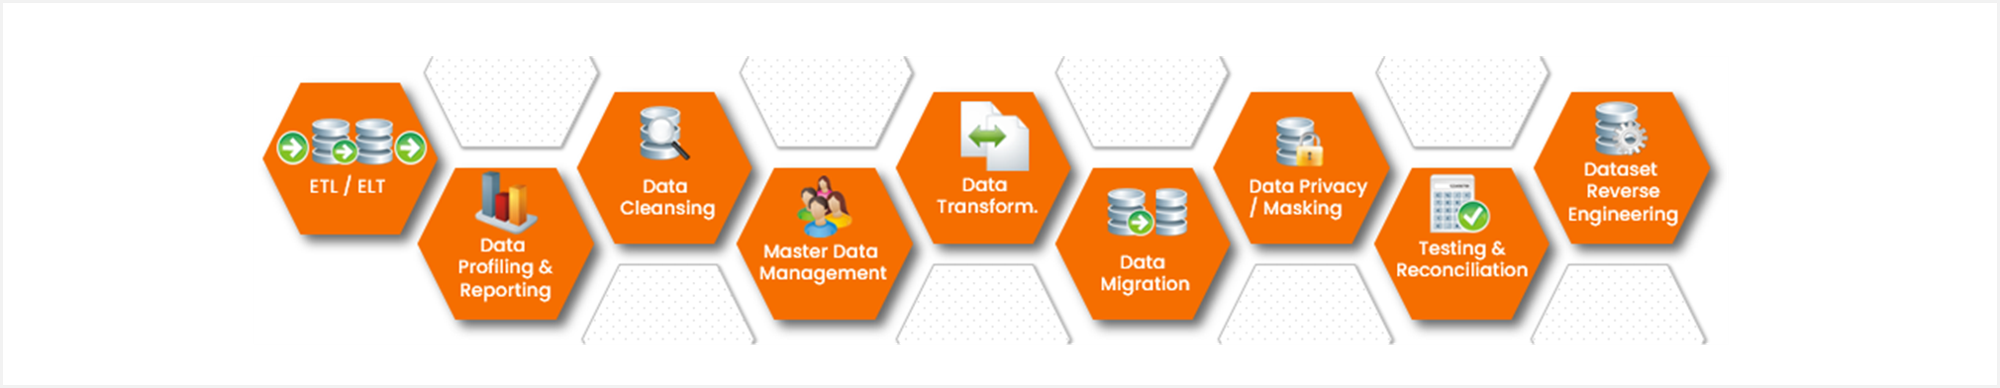 ETL / ELT
Data
Profiling &
Reporting
Data
Cleansing
Master Data
Management
Data
Transform.
Data
Migration
Data Privacy
/ Masking
Testing &
Reconciliation
Dataset
Reverse
Engineering